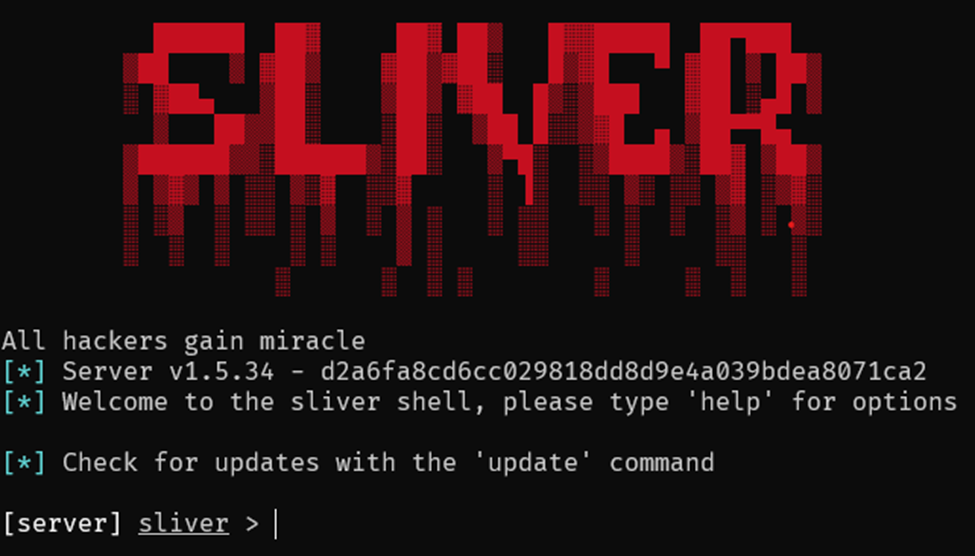 SLIVER
All hackers gain miracle
[*] Server v1.5.34 - d2a6fa8cd6cc029818dd8d9e4a039bdea8071ca2
[*] Welcome to the sliver shell, please type 'help' for options
[*] Check for updates with the 'update' command
[server] sliver >